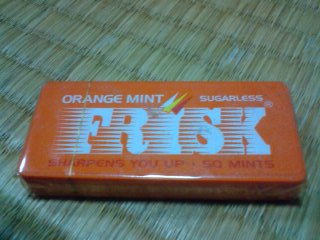 ORANGE MINT SUGARLESS
FRISK®
SHARPENS YOU UP · 50 MINTS